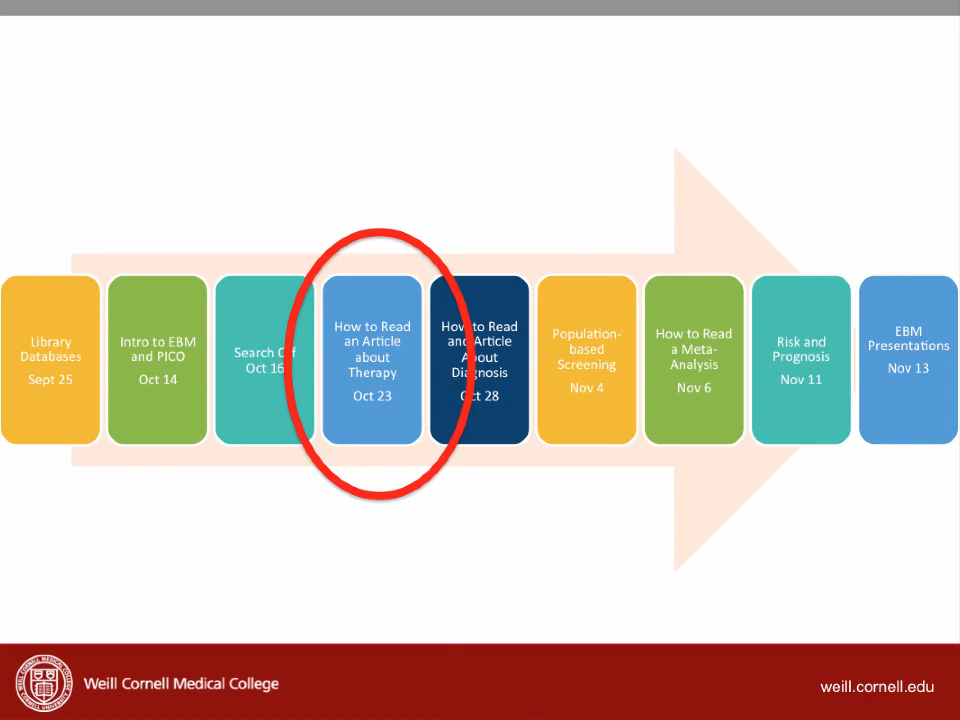 Library
Databases
Sept 25
Intro to EBM
and PICO
Oct 14
Search
Oct 16
How to Read
an Article
about
Therapy
Oct 23
How to Read
and Article
About
Diagnosis
Oct 28
Population-
based
Screening
Nov 4
How to Read
a Meta-
Analysis
Nov 6
Risk and
Prognosis
Nov 11
EBM
Presentations
Nov 13
Weill Cornell Medical College
weill.cornell.edu